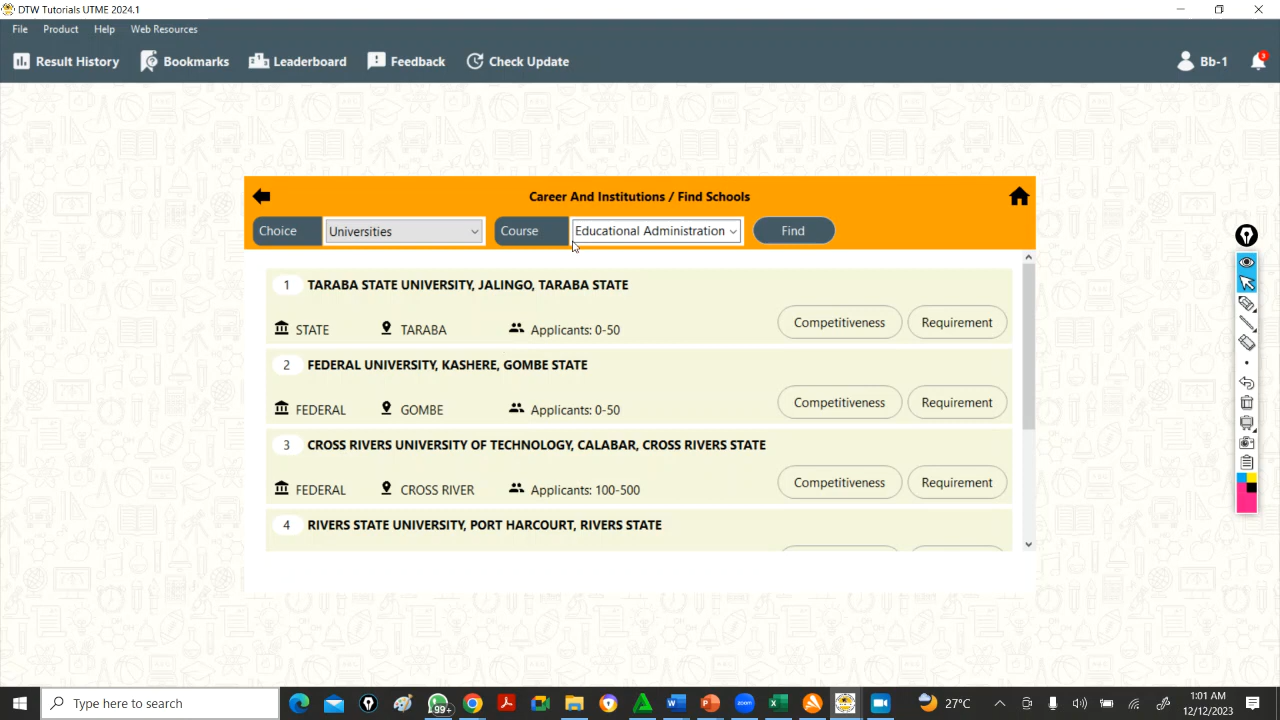 DTW Tutorials UTME 2024.1
File Product Help Web Resources
Result History Bookmarks Leaderboard Feedback Check Update Bb-1 3
Career And Institutions / Find Schools
Choice Universities Course Educational Administration Find
1 TARABA STATE UNIVERSITY, JALINGO, TARABA STATE
STATE TARABA Applicants: 0-50 Competitiveness Requirement
2 FEDERAL UNIVERSITY, KASHERE, GOMBE STATE
FEDERAL GOMBE Applicants: 0-50 Competitiveness Requirement
3 CROSS RIVERS UNIVERSITY OF TECHNOLOGY, CALABAR, CROSS RIVERS STATE
FEDERAL CROSS RIVER Applicants: 100-500 Competitiveness Requirement
4 RIVERS STATE UNIVERSITY, PORT HARCOURT, RIVERS STATE
Type here to search 99+ zoom 27°C 1:01 AM
12/12/2023